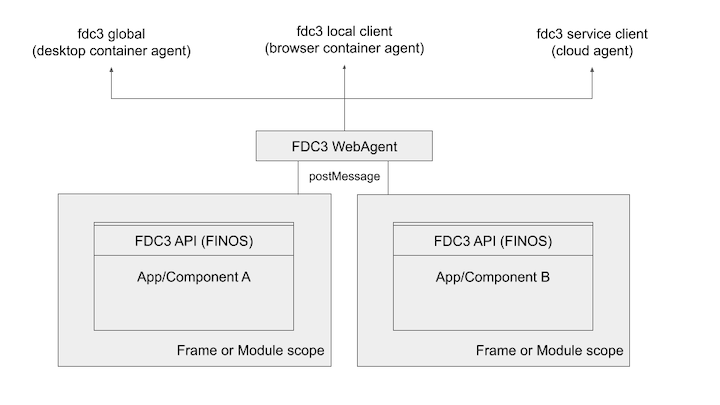 fdc3 global
(desktop container agent)
fdc3 local client
(browser container agent)
fdc3 service client
(cloud agent)
FDC3 WebAgent
postMessage
FDC3 API (FINOS)
App/Component A
Frame or Module scope
FDC3 API (FINOS)
App/Component B
Frame or Module scope